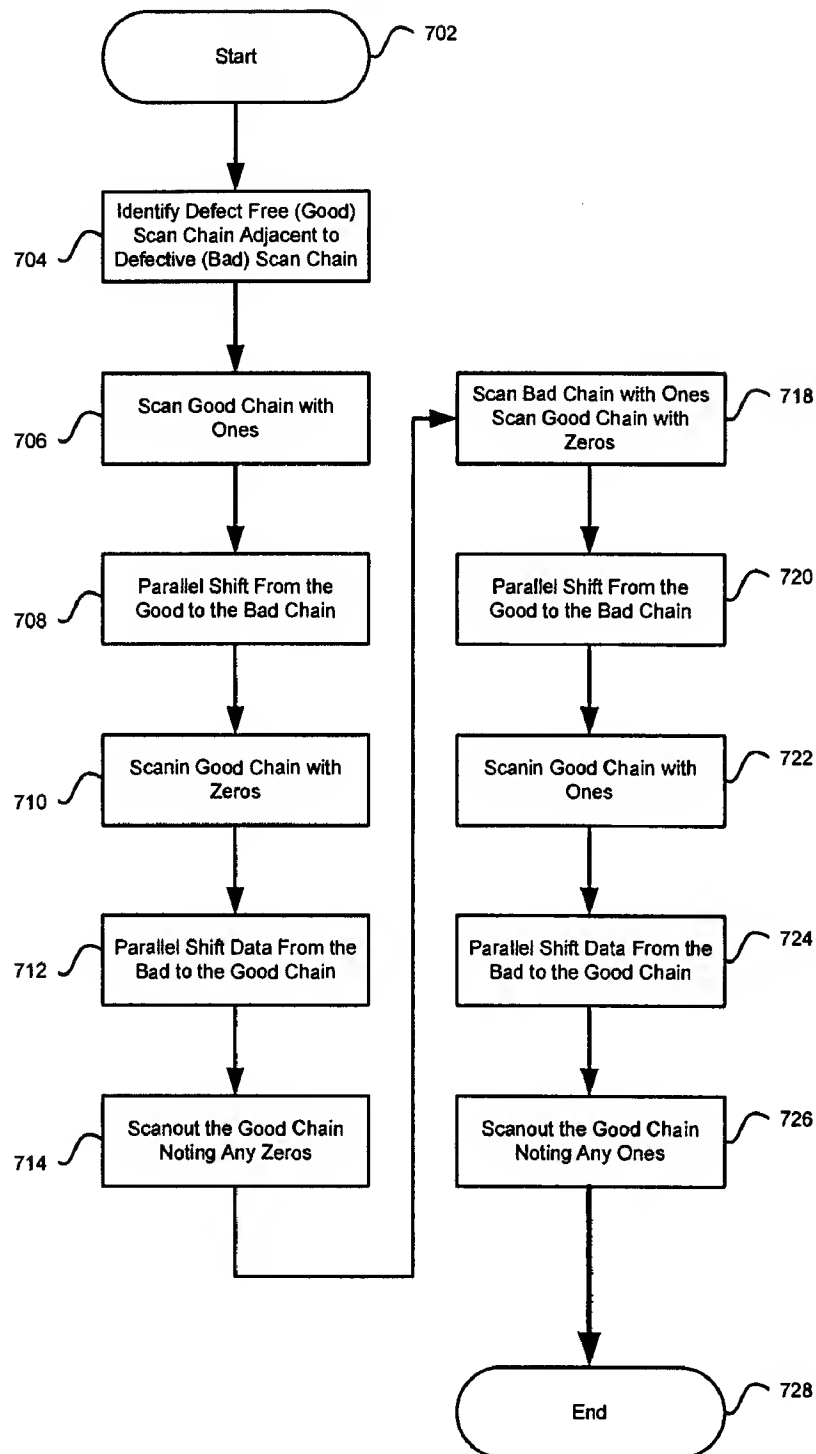 Start
702
Identify Defect Free (Good)
Scan Chain Adjacent to
Defective (Bad) Scan Chain
704
Scan Good Chain with
Ones
706
Parallel Shift From the
Good to the Bad Chain
708
Scanin Good Chain with
Zeros
710
Parallel Shift Data From the
Bad to the Good Chain
712
Scanout the Good Chain
Noting Any Zeros
714
Scan Bad Chain with Ones
Scan Good Chain with
Zeros
718
Parallel Shift From the
Good to the Bad Chain
720
Scanin Good Chain with
Ones
722
Parallel Shift Data From the
Bad to the Good Chain
724
Scanout the Good Chain
Noting Any Ones
726
End
728